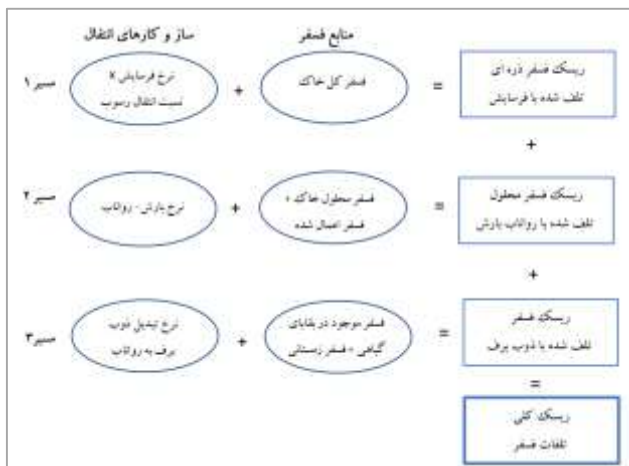 ساز و کارهای انتقال
منابع فسفر
مسیر ۱
نرخ فرسایش X
نسبت انتقال رسوب
+
فسفر کل خاک
=
ریسک فسفر ذره ای
تلف شده با فرسایش
+
مسیر ۲
نرخ بارش - رواناب
+
فسفر محلول خاک +
فسفر اعمال شده
=
ریسک فسفر محلول
تلف شده با رواناب بارش
+
مسیر۳
نرخ تبدیل ذوب
برف به رواناب
+
فسفر موجود در بقایای
گیاهی + فسفر زمستانی
=
ریسک فسفر
تلف شده با ذوب برف
=
ریسک کلی
تلفات فسفر